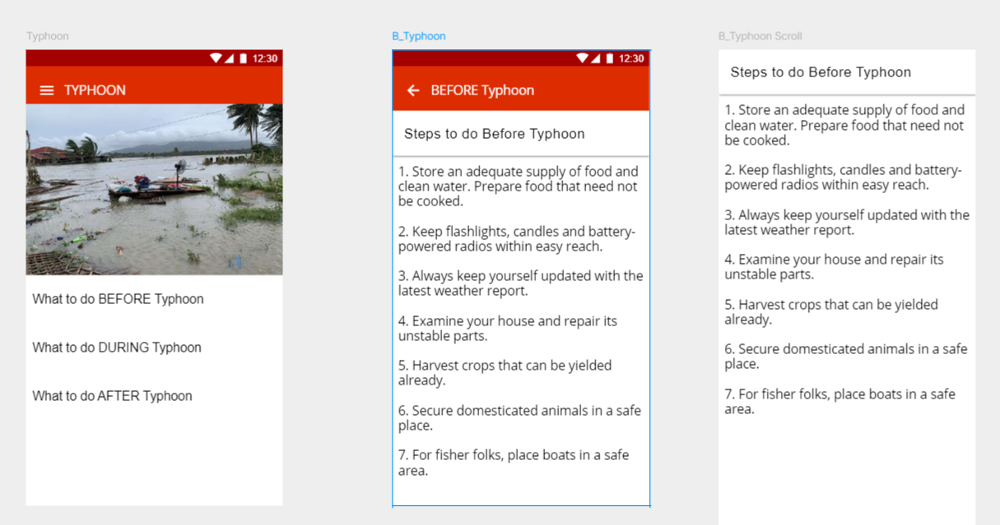 Typhoon
12:30
TYPHOON
What to do BEFORE Typhoon
What to do DURING Typhoon
What to do AFTER Typhoon
B_Typhoon
12:30
BEFORE Typhoon
Steps to do Before Typhoon
1. Store an adequate supply of food and
clean water. Prepare food that need not
be cooked.
2. Keep flashlights, candles and battery-
powered radios within easy reach.
3. Always keep yourself updated with the
latest weather report.
4. Examine your house and repair its
unstable parts.
5. Harvest crops that can be yielded
already.
6. Secure domesticated animals in a safe
place.
7. For fisher folks, place boats in a safe
area.
B_Typhoon Scroll
Steps to do Before Typhoon
1. Store an adequate supply of food and
clean water. Prepare food that need not
be cooked.
2. Keep flashlights, candles and battery-
powered radios within easy reach.
3. Always keep yourself updated with the
latest weather report.
4. Examine your house and repair its
unstable parts.
5. Harvest crops that can be yielded
already.
6. Secure domesticated animals in a safe
place.
7. For fisher folks, place boats in a safe
area.